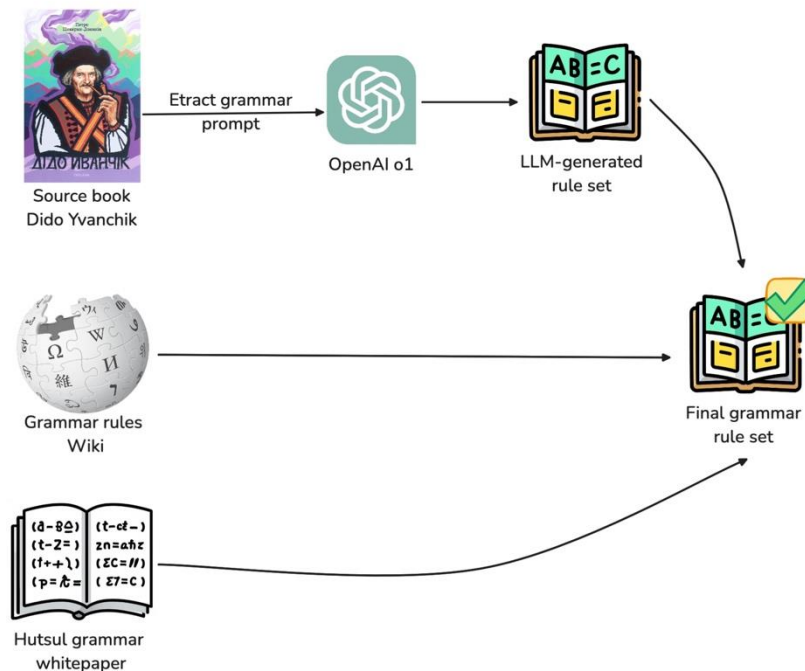 ДІДО ИВАНЧІК
Source book
Dido Yvanchik
Etract grammar
prompt
OpenAI o1
AB=C
LLM-generated
rule set
W
Ω
И
維
Grammar rules
Wiki
AB=
Final grammar
rule set
Hutsul grammar
whitepaper